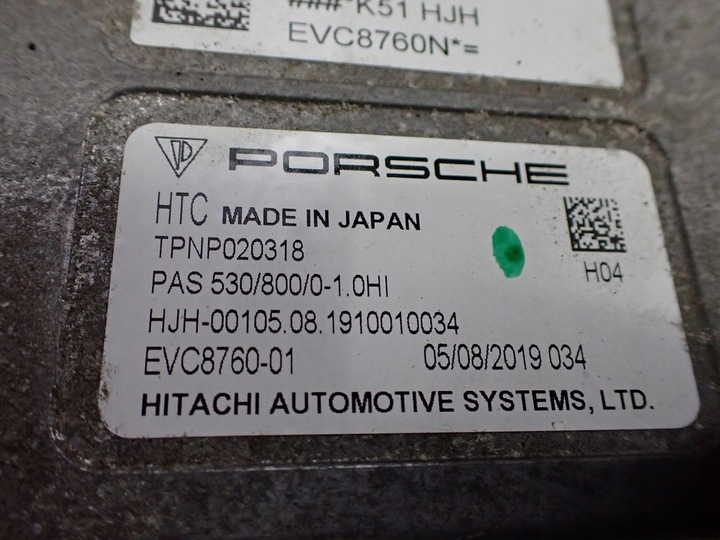 ###*K51 HJH
EVC8760N*=
PORSCHE
HTC MADE IN JAPAN
TPNP020318
PAS 530/800/0-1.0HI
H04
HJH-00105.08.1910010034
EVC8760-01 05/08/2019 034
HITACHI AUTOMOTIVE SYSTEMS, LTD.